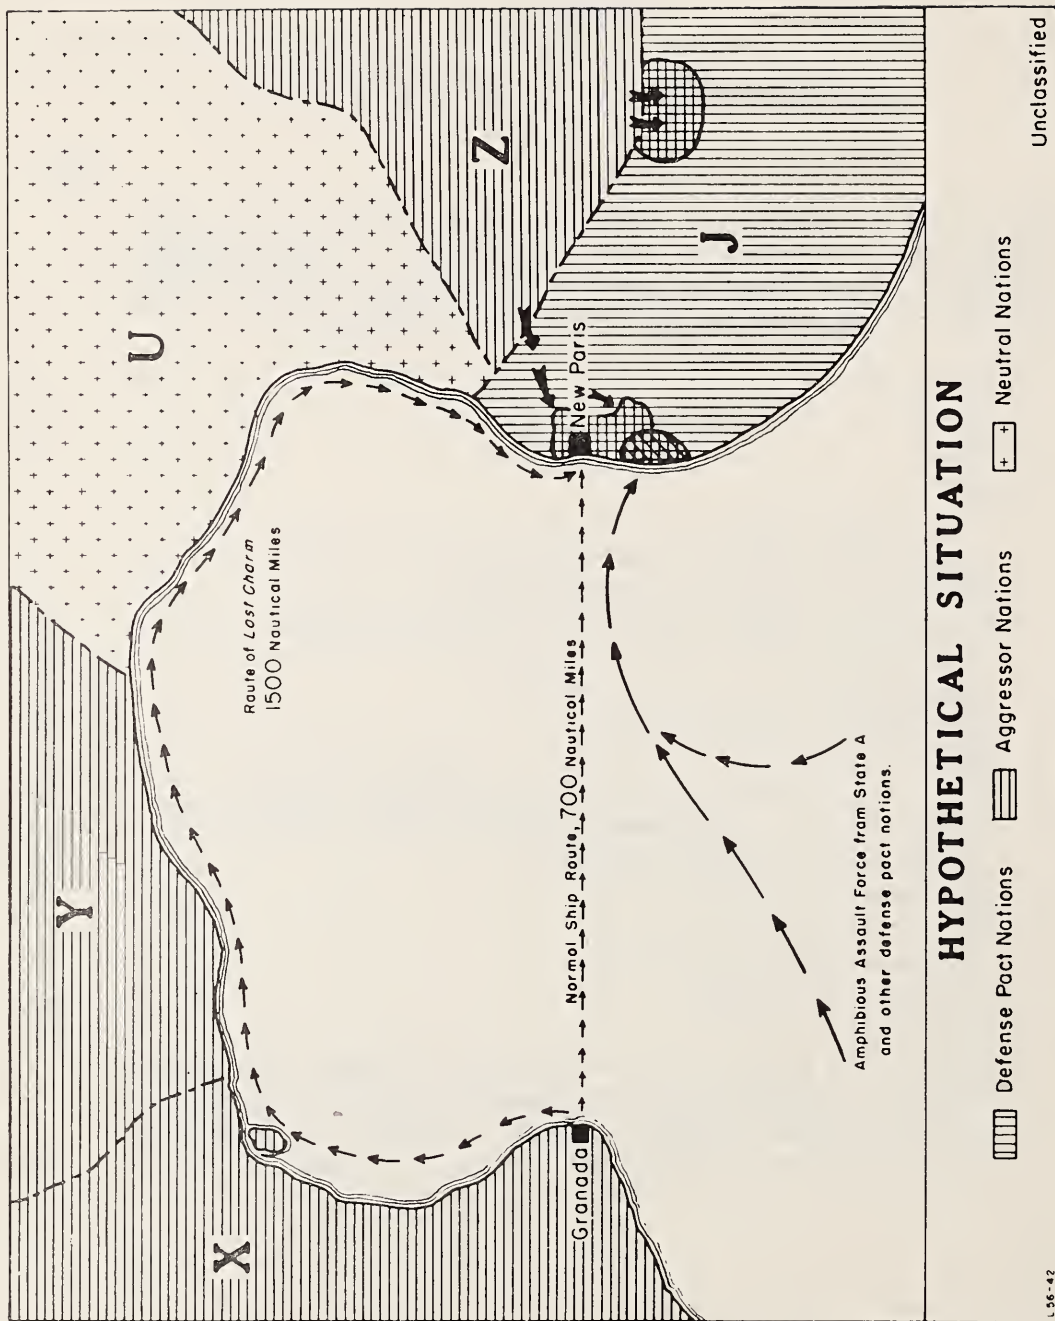 U
Y
Z
X
J
Route of Lost Charm
1500 Nautical Miles
New Paris
Normal Ship Route, 700 Nautical Miles
Granada
Amphibious Assault Force from State A
and other defense pact nations.
HYPOTHETICAL SITUATION
Defense Pact Nations
Aggressor Nations
Neutral Nations
L56-42
Unclassified